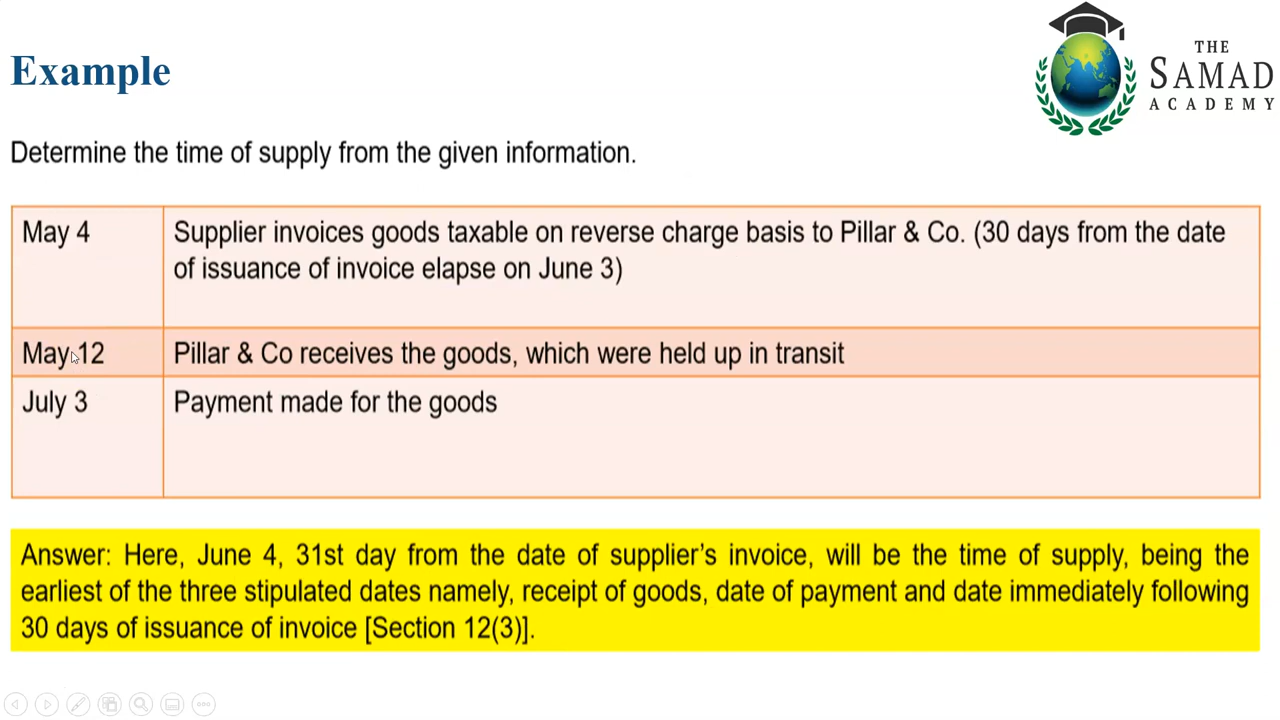 Example
THE
SAMAD
ACADEMY
Determine the time of supply from the given information.
May 4
Supplier invoices goods taxable on reverse charge basis to Pillar & Co. (30 days from the date
of issuance of invoice elapse on June 3)
May 12
Pillar & Co receives the goods, which were held up in transit
July 3
Payment made for the goods
Answer: Here, June 4, 31st day from the date of supplier's invoice, will be the time of supply, being the
earliest of the three stipulated dates namely, receipt of goods, date of payment and date immediately following
30 days of issuance of invoice [Section 12(3)].